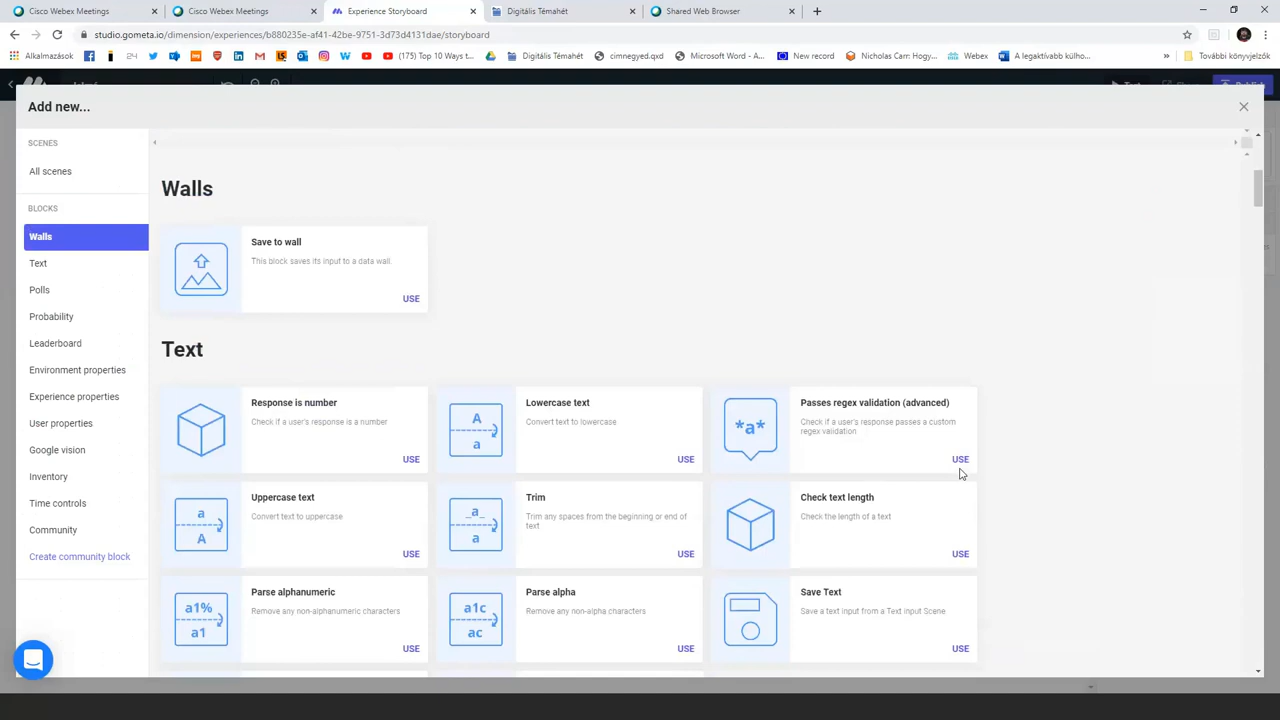 Cisco Webex Meetings
Cisco Webex Meetings
Experience Storyboard
Digitális Témahét
Shared Web Browser
studio.gometa.io/dimension/experiences/b880235e-af41-42be-9751-3d73d4131dae/storyboard
Alkalmazások
(175) Top 10 Ways t...
Digitális Témahét
cimnegyed.qxd
Microsoft Word - A...
New record
Nicholas Carr: Hogy...
Webex
A legaktívabb külho...
»
További könyvjelzők
Add new...
SCENES
All scenes
BLOCKS
Walls
Text
Polls
Probability
Leaderboard
Environment properties
Experience properties
User properties
Google vision
Inventory
Time controls
Community
Create community block
Walls
Save to wall
This block saves its input to a data wall.
USE
Text
Response is number
Check if a user's response is a number
USE
Lowercase text
Convert text to lowercase
A
a
USE
Passes regex validation (advanced)
Check if a user's response passes a custom
regex validation
*a*
USE
Uppercase text
Convert text to uppercase
a
A
USE
Trim
Trim any spaces from the beginning or end of
text
_a_
a
USE
Check text length
Check the length of a text
USE
Parse alphanumeric
Remove any non-alphanumeric characters
a1%
a1
USE
Parse alpha
Remove any non-alpha characters
a1c
ac
USE
Save Text
Save a text input from a Text input Scene
USE